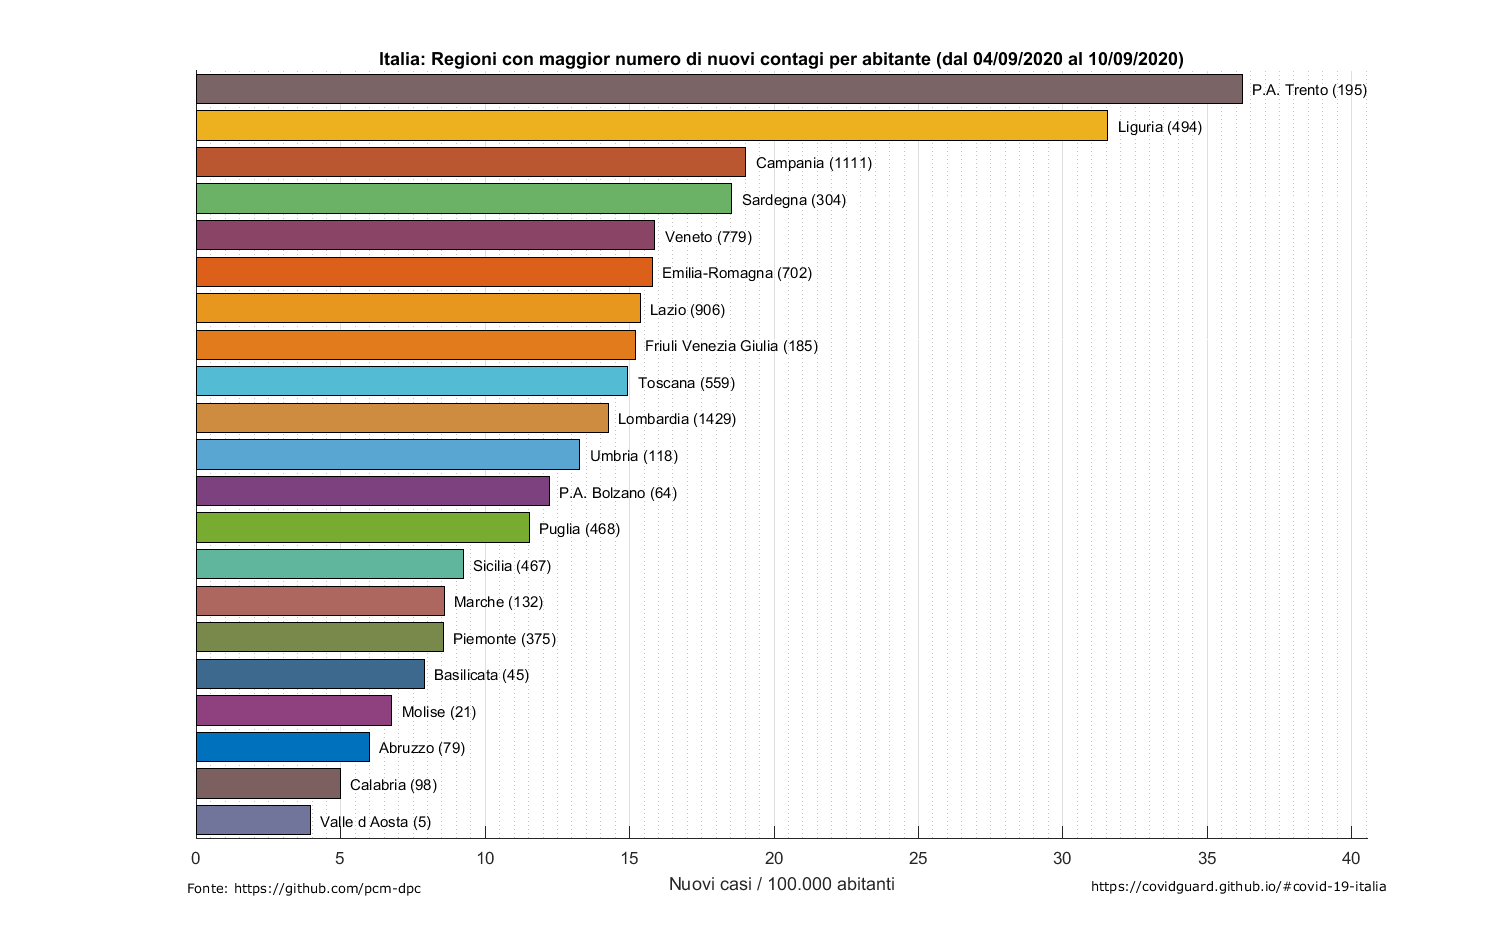 Italia: Regioni con maggior numero di nuovi contagi per abitante (dal 04/09/2020 al 10/09/2020)
P.A. Trento (195)
Liguria (494)
Campania (1111)
Sardegna (304)
Veneto (779)
Emilia-Romagna (702)
Lazio (906)
Friuli Venezia Giulia (185)
Toscana (559)
Lombardia (1429)
Umbria (118)
P.A. Bolzano (64)
Puglia (468)
Sicilia (467)
Marche (132)
Piemonte (375)
Basilicata (45)
Molise (21)
Abruzzo (79)
Calabria (98)
Valle d Aosta (5)
0 5 10 15 20 25 30 35 40
Nuovi casi / 100.000 abitanti
Fonte: https://github.com/pcm-dpc
https://covidguard.github.io/#covid-19-italia